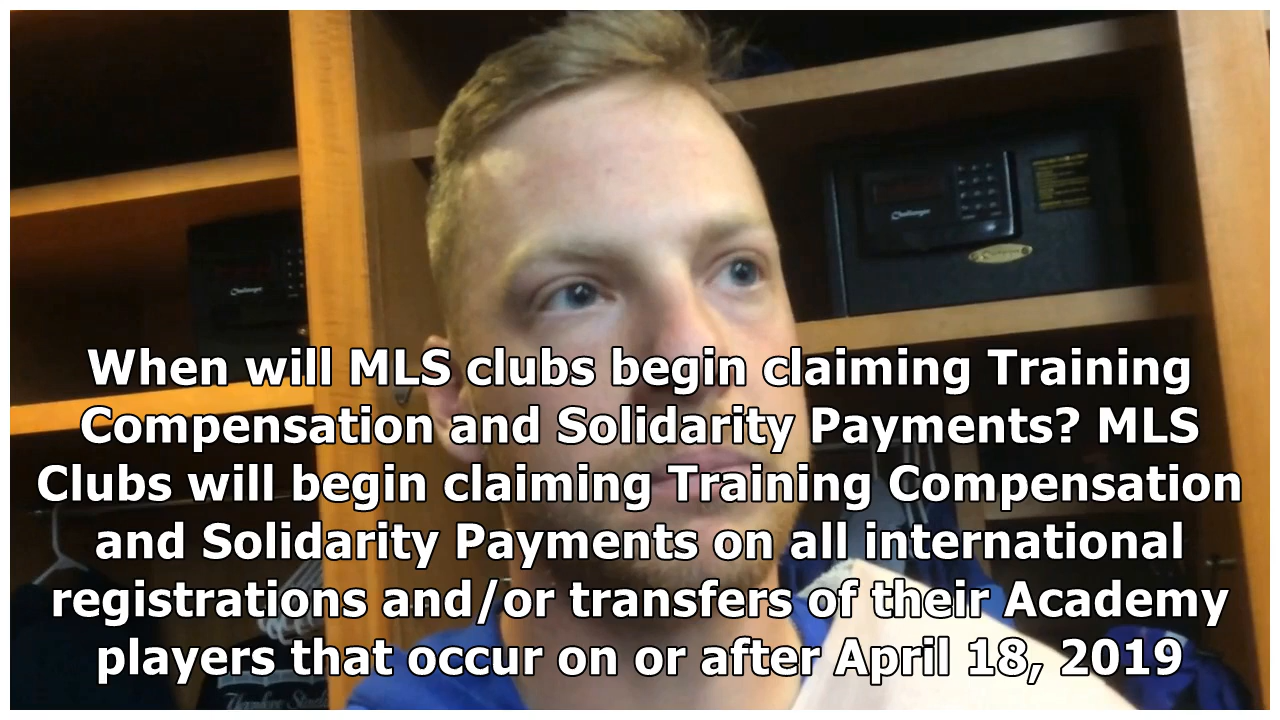 Challenger
Challenger
When will MLS clubs begin claiming Training
Compensation and Solidarity Payments? MLS
Clubs will begin claiming Training Compensation
and Solidarity Payments on all international
registrations and/or transfers of their Academy
players that occur on or after April 18, 2019